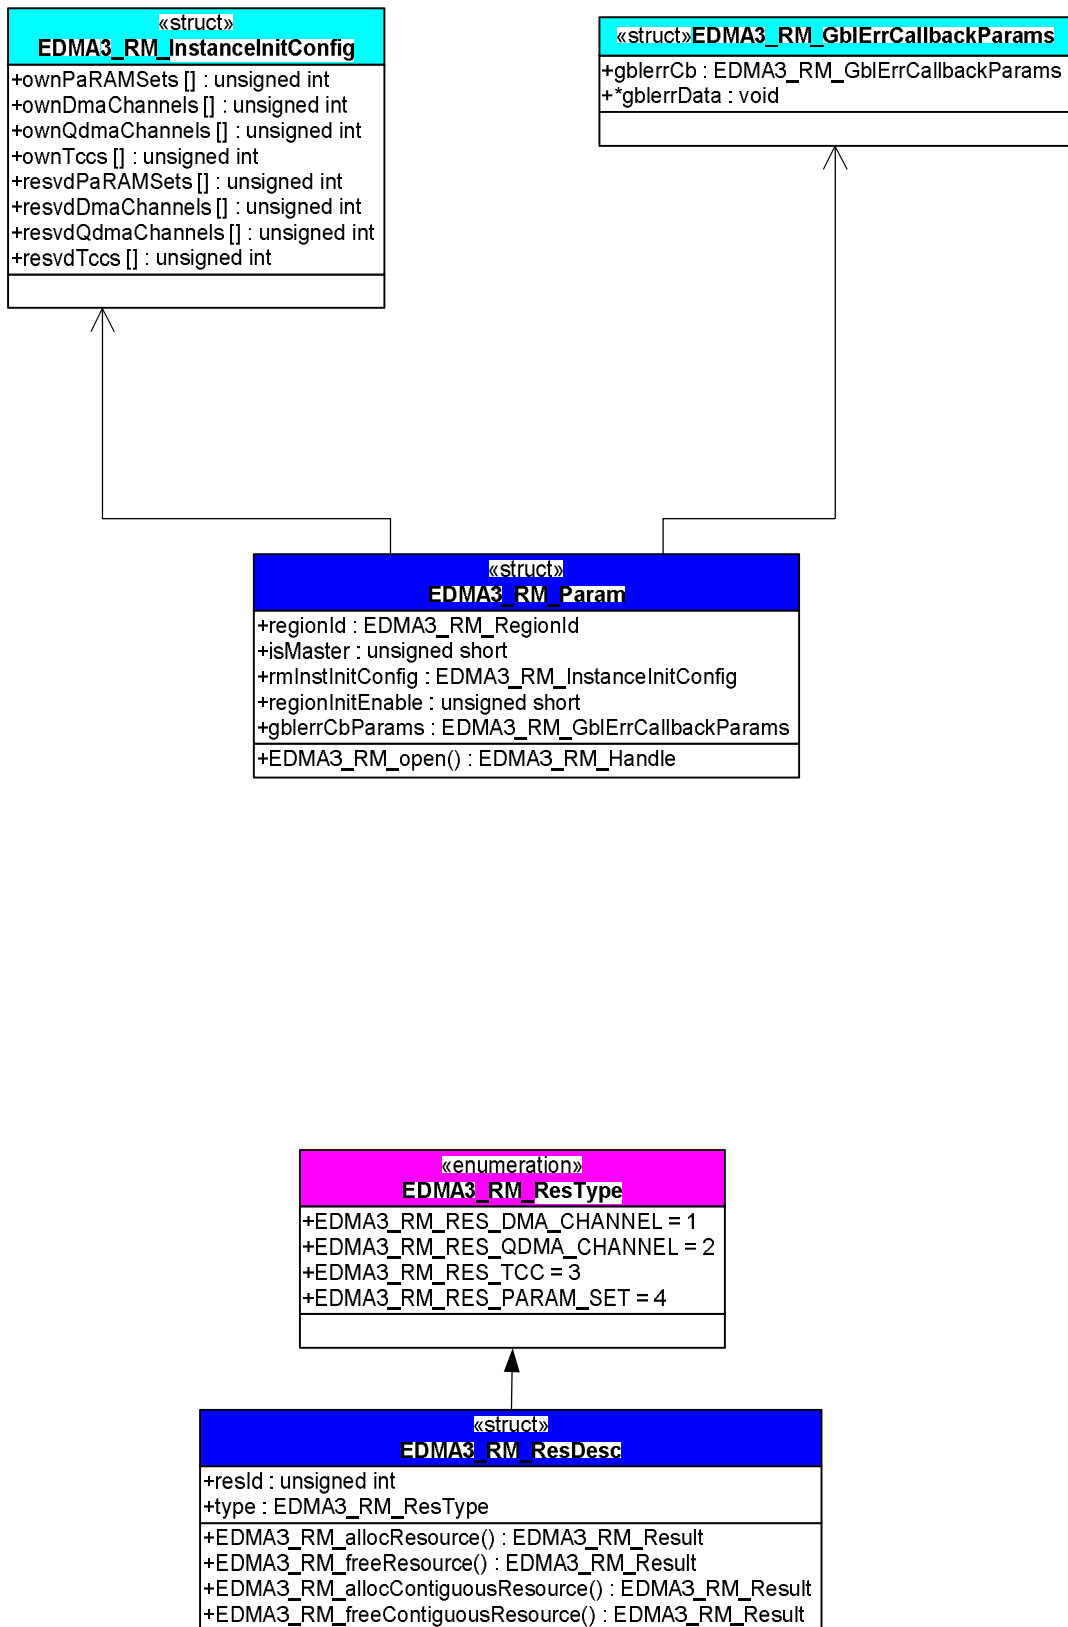 «struct»
EDMA3_RM_InstanceInitConfig
+ownPaRAMSets [] : unsigned int
+ownDmaChannels [] : unsigned int
+ownQdmaChannels [] : unsigned int
+ownTccs [] : unsigned int
+resvdPaRAMSets [] : unsigned int
+resvdDmaChannels [] : unsigned int
+resvdQdmaChannels [] : unsigned int
+resvdTccs [] : unsigned int
«struct»EDMA3_RM_GblErrCallbackParams
+gblerrCb : EDMA3_RM_GblErrCallbackParams
+*gblerrData : void
«struct»
EDMA3_RM_Param
+regionId : EDMA3_RM_RegionId
+isMaster : unsigned short
+rmInstInitConfig : EDMA3_RM_InstanceInitConfig
+regionInitEnable : unsigned short
+gblerrCbParams : EDMA3_RM_GblErrCallbackParams
+EDMA3_RM_open() : EDMA3_RM_Handle
«enumeration»
EDMA3_RM_ResType
+EDMA3_RM_RES_DMA_CHANNEL = 1
+EDMA3_RM_RES_QDMA_CHANNEL = 2
+EDMA3_RM_RES_TCC = 3
+EDMA3_RM_RES_PARAM_SET = 4
«struct»
EDMA3_RM_ResDesc
+resId : unsigned int
+type : EDMA3_RM_ResType
+EDMA3_RM_allocResource() : EDMA3_RM_Result
+EDMA3_RM_freeResource() : EDMA3_RM_Result
+EDMA3_RM_allocContiguousResource() : EDMA3_RM_Result
+EDMA3_RM_freeContiguousResource() : EDMA3_RM_Result